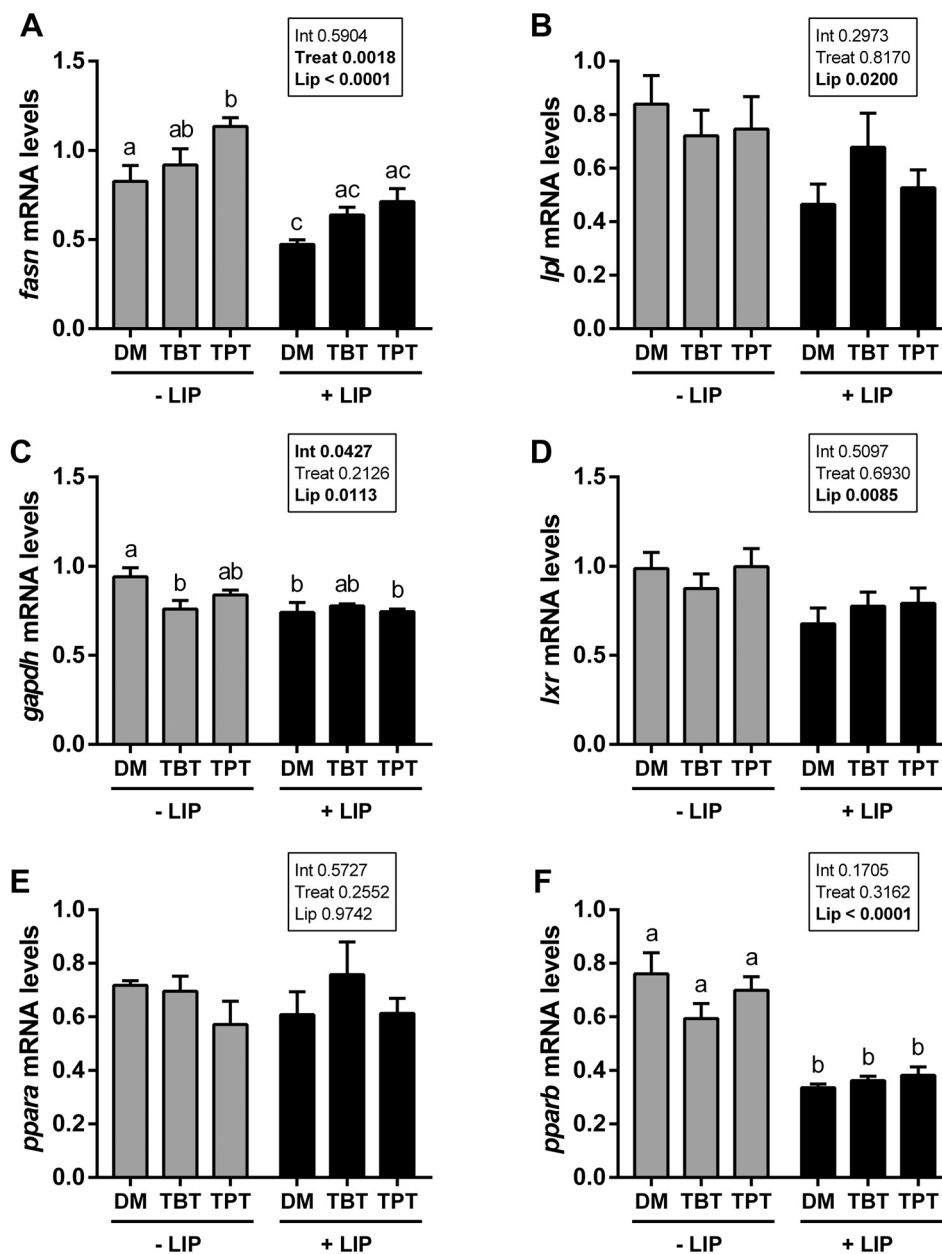 A
Int 0.5904
Treat 0.0018
Lip < 0.0001
fasn mRNA levels
1.5
1.0
0.5
0.0
a
ab
b
c
ac
ac
DM TBT TPT DM TBT TPT
- LIP + LIP
B
Int 0.2973
Treat 0.8170
Lip 0.0200
lpl mRNA levels
1.0
0.8
0.6
0.4
0.2
0.0
DM TBT TPT DM TBT TPT
- LIP + LIP
C
Int 0.0427
Treat 0.2126
Lip 0.0113
gapdh mRNA levels
1.5
1.0
0.5
0.0
a
b
ab
b
ab
b
DM TBT TPT DM TBT TPT
- LIP + LIP
D
Int 0.5097
Treat 0.6930
Lip 0.0085
lxr mRNA levels
1.5
1.0
0.5
0.0
DM TBT TPT DM TBT TPT
- LIP + LIP
E
Int 0.5727
Treat 0.2552
Lip 0.9742
ppara mRNA levels
1.0
0.8
0.6
0.4
0.2
0.0
DM TBT TPT DM TBT TPT
- LIP + LIP
F
Int 0.1705
Treat 0.3162
Lip < 0.0001
pparb mRNA levels
1.0
0.8
0.6
0.4
0.2
0.0
a
a
a
b
b
b
DM TBT TPT DM TBT TPT
- LIP + LIP